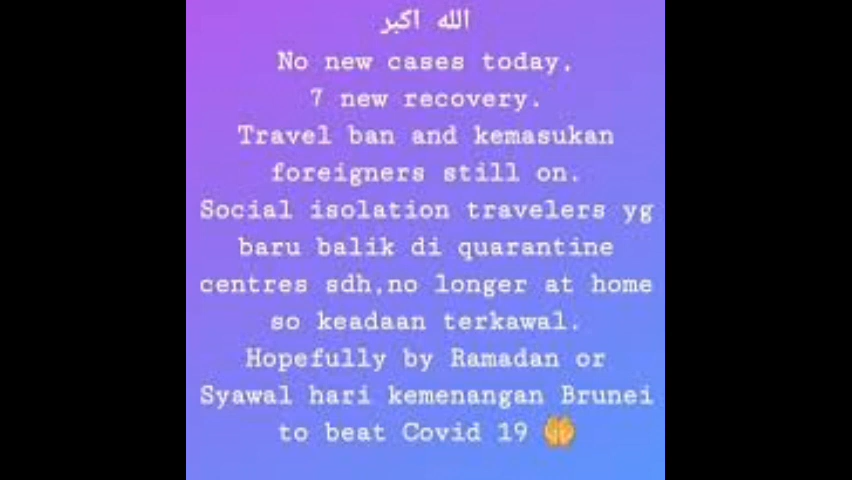 الله اكبر
No new cases today.
7 new recovery.
Travel ban and kemasukan
foreigners still on.
Social isolation travelers yg
baru balik di quarantine
centres sdh,no longer at home
so keadaan terkawal.
Hopefully by Ramadan or
Syawal hari kemenangan Brunei
to beat Covid 19 🤲